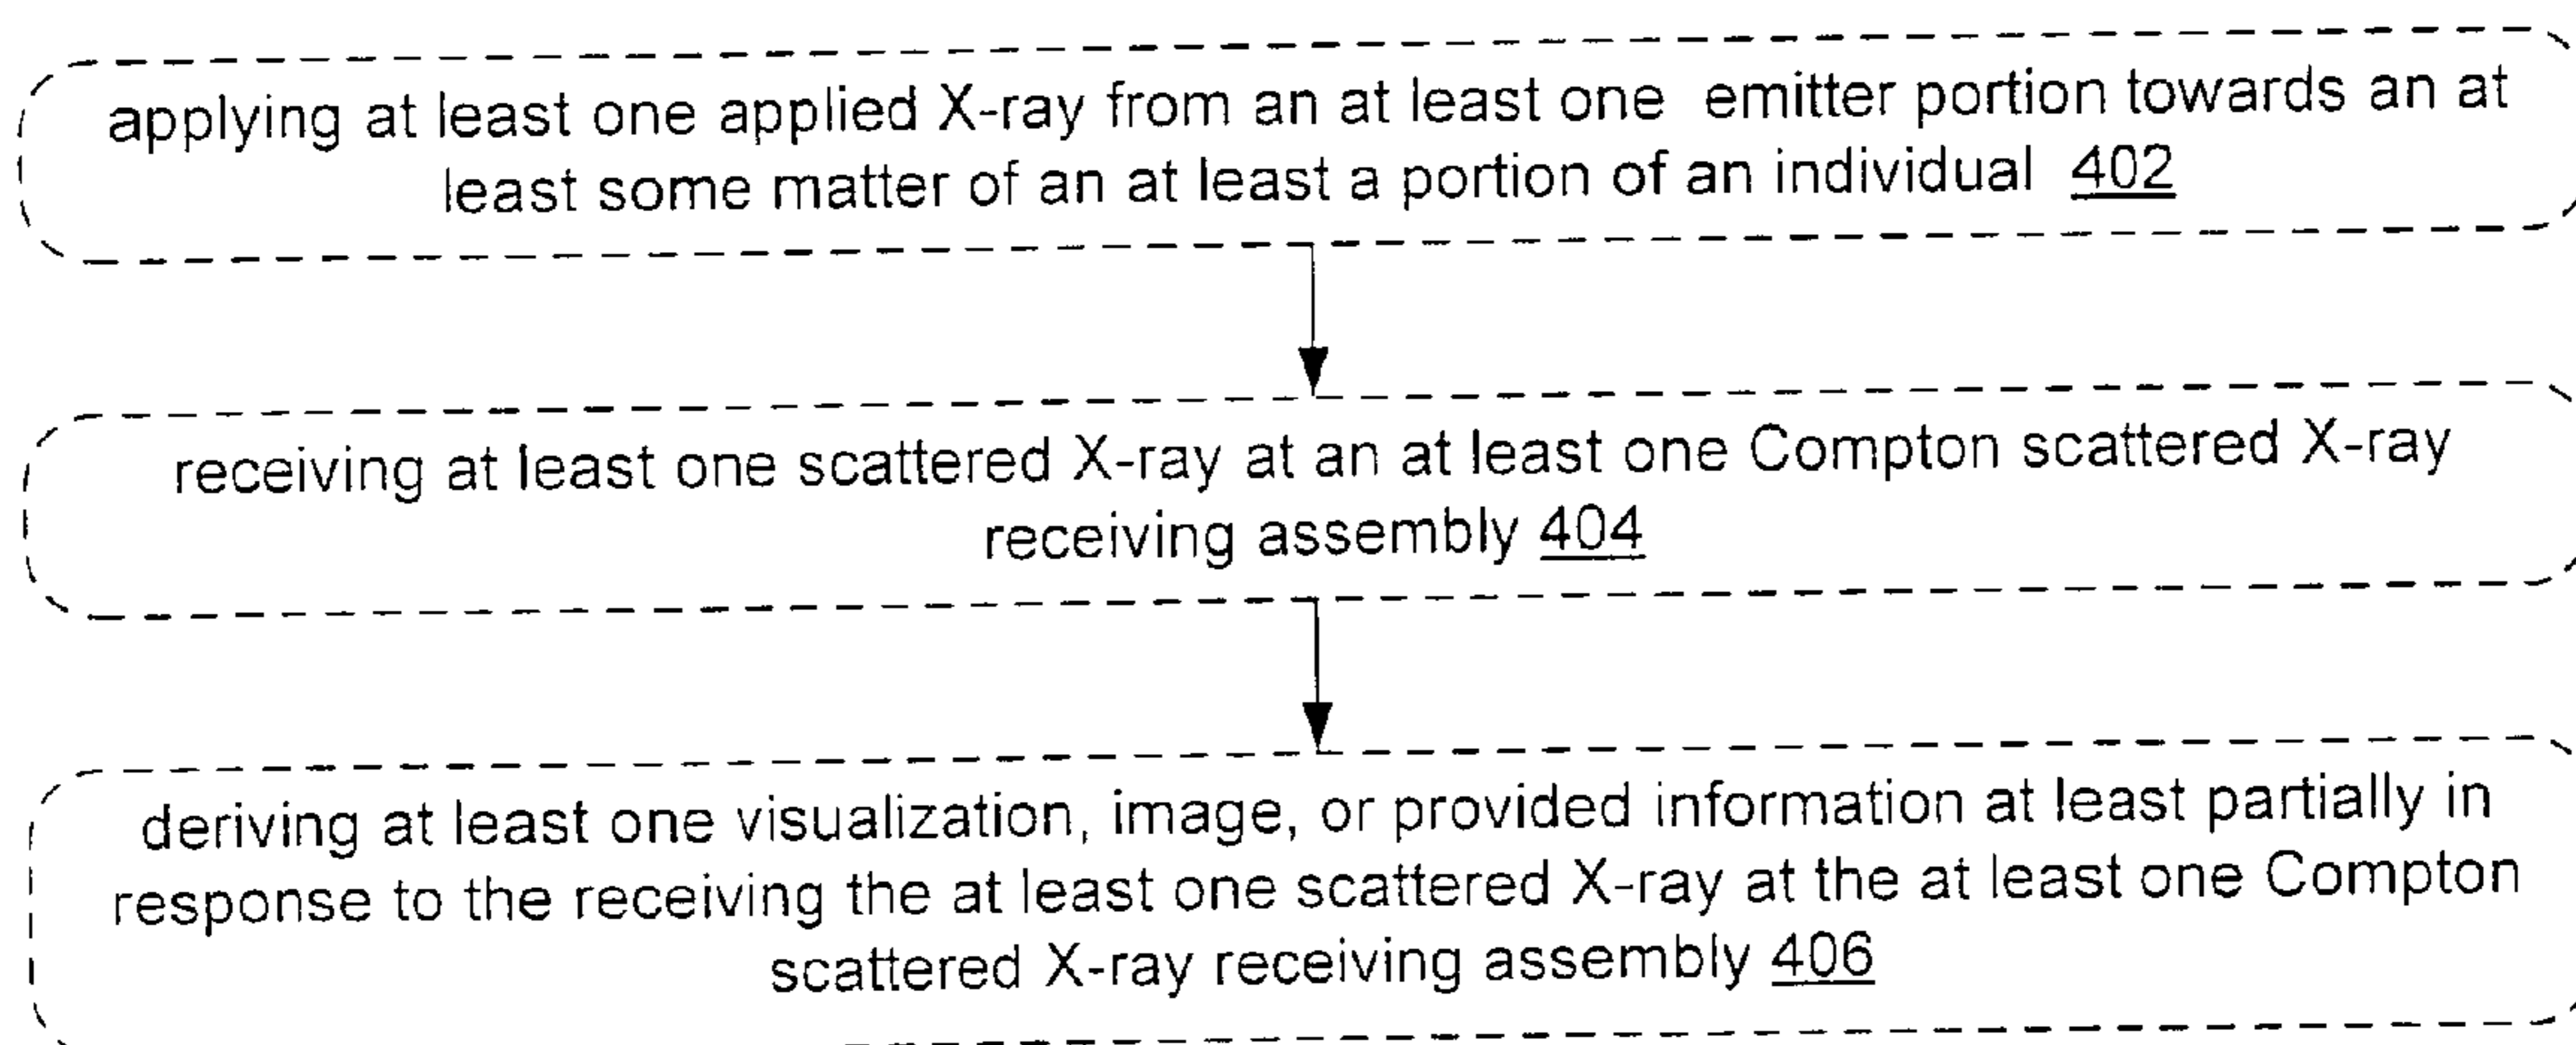 applying at least one applied X-ray from an at least one emitter portion towards an at
least some matter of an at least a portion of an individual 402
receiving at least one scattered X-ray at an at least one Compton scattered X-ray
receiving assembly 404
deriving at least one visualization, image, or provided information at least partially in
response to the receiving the at least one scattered X-ray at the at least one Compton
scattered X-ray receiving assembly 406